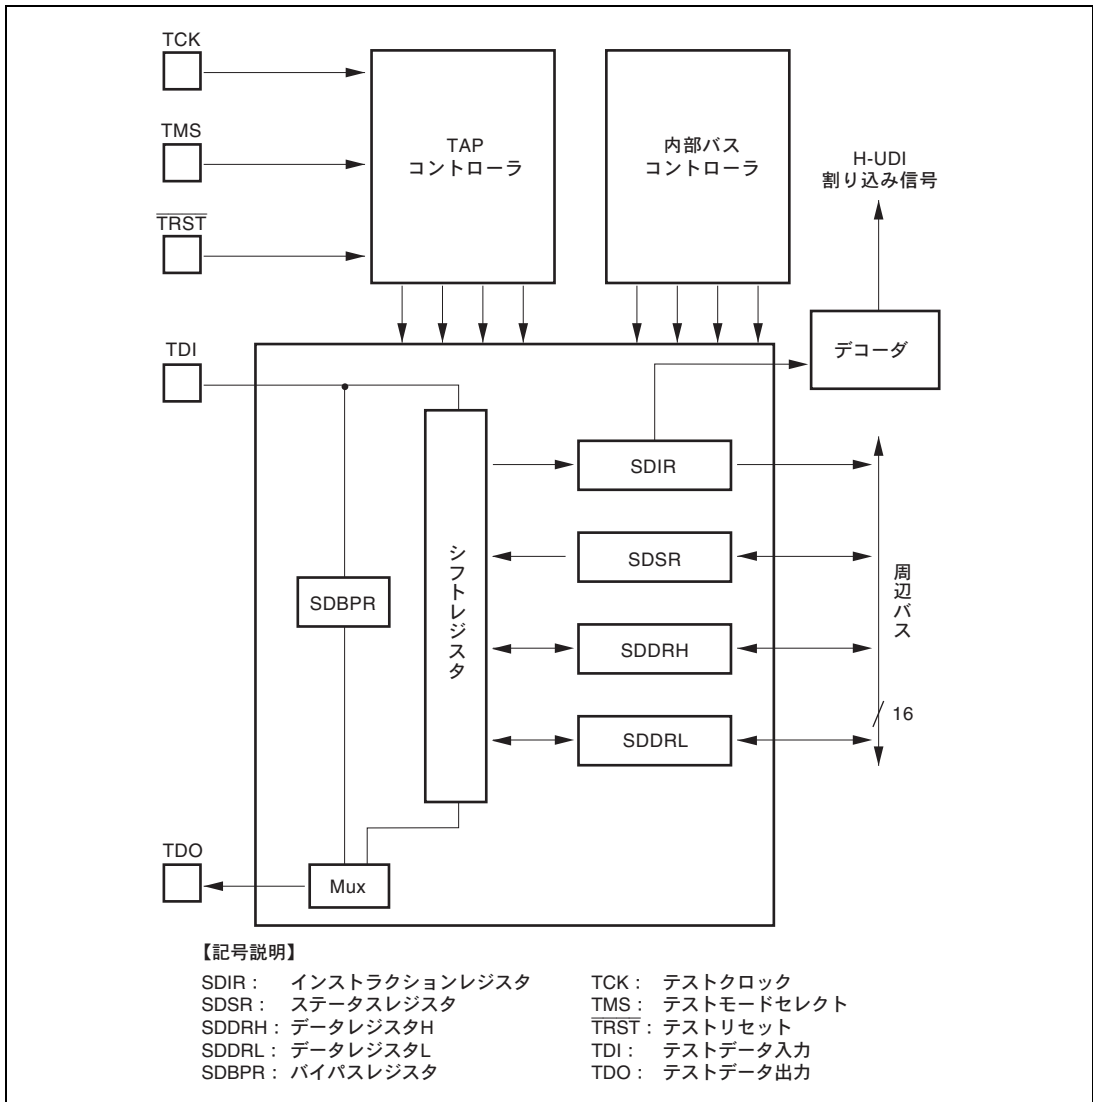 TCK
TMS
TRST
TAP
コントローラ
内部バス
コントローラ
H-UDI
割り込み信号
デコーダ
TDI
SDIR
SDSR
SDBPR
シフトレジスタ
SDDRH
SDDRL
周辺バス
16
TDO
Mux
【記号説明】
SDIR： インストラクションレジスタ
SDSR： ステータスレジスタ
SDDRH： データレジスタH
SDDRL： データレジスタL
SDBPR： バイパスレジスタ
TCK： テストクロック
TMS： テストモードセレクト
TRST： テストリセット
TDI： テストデータ入力
TDO： テストデータ出力